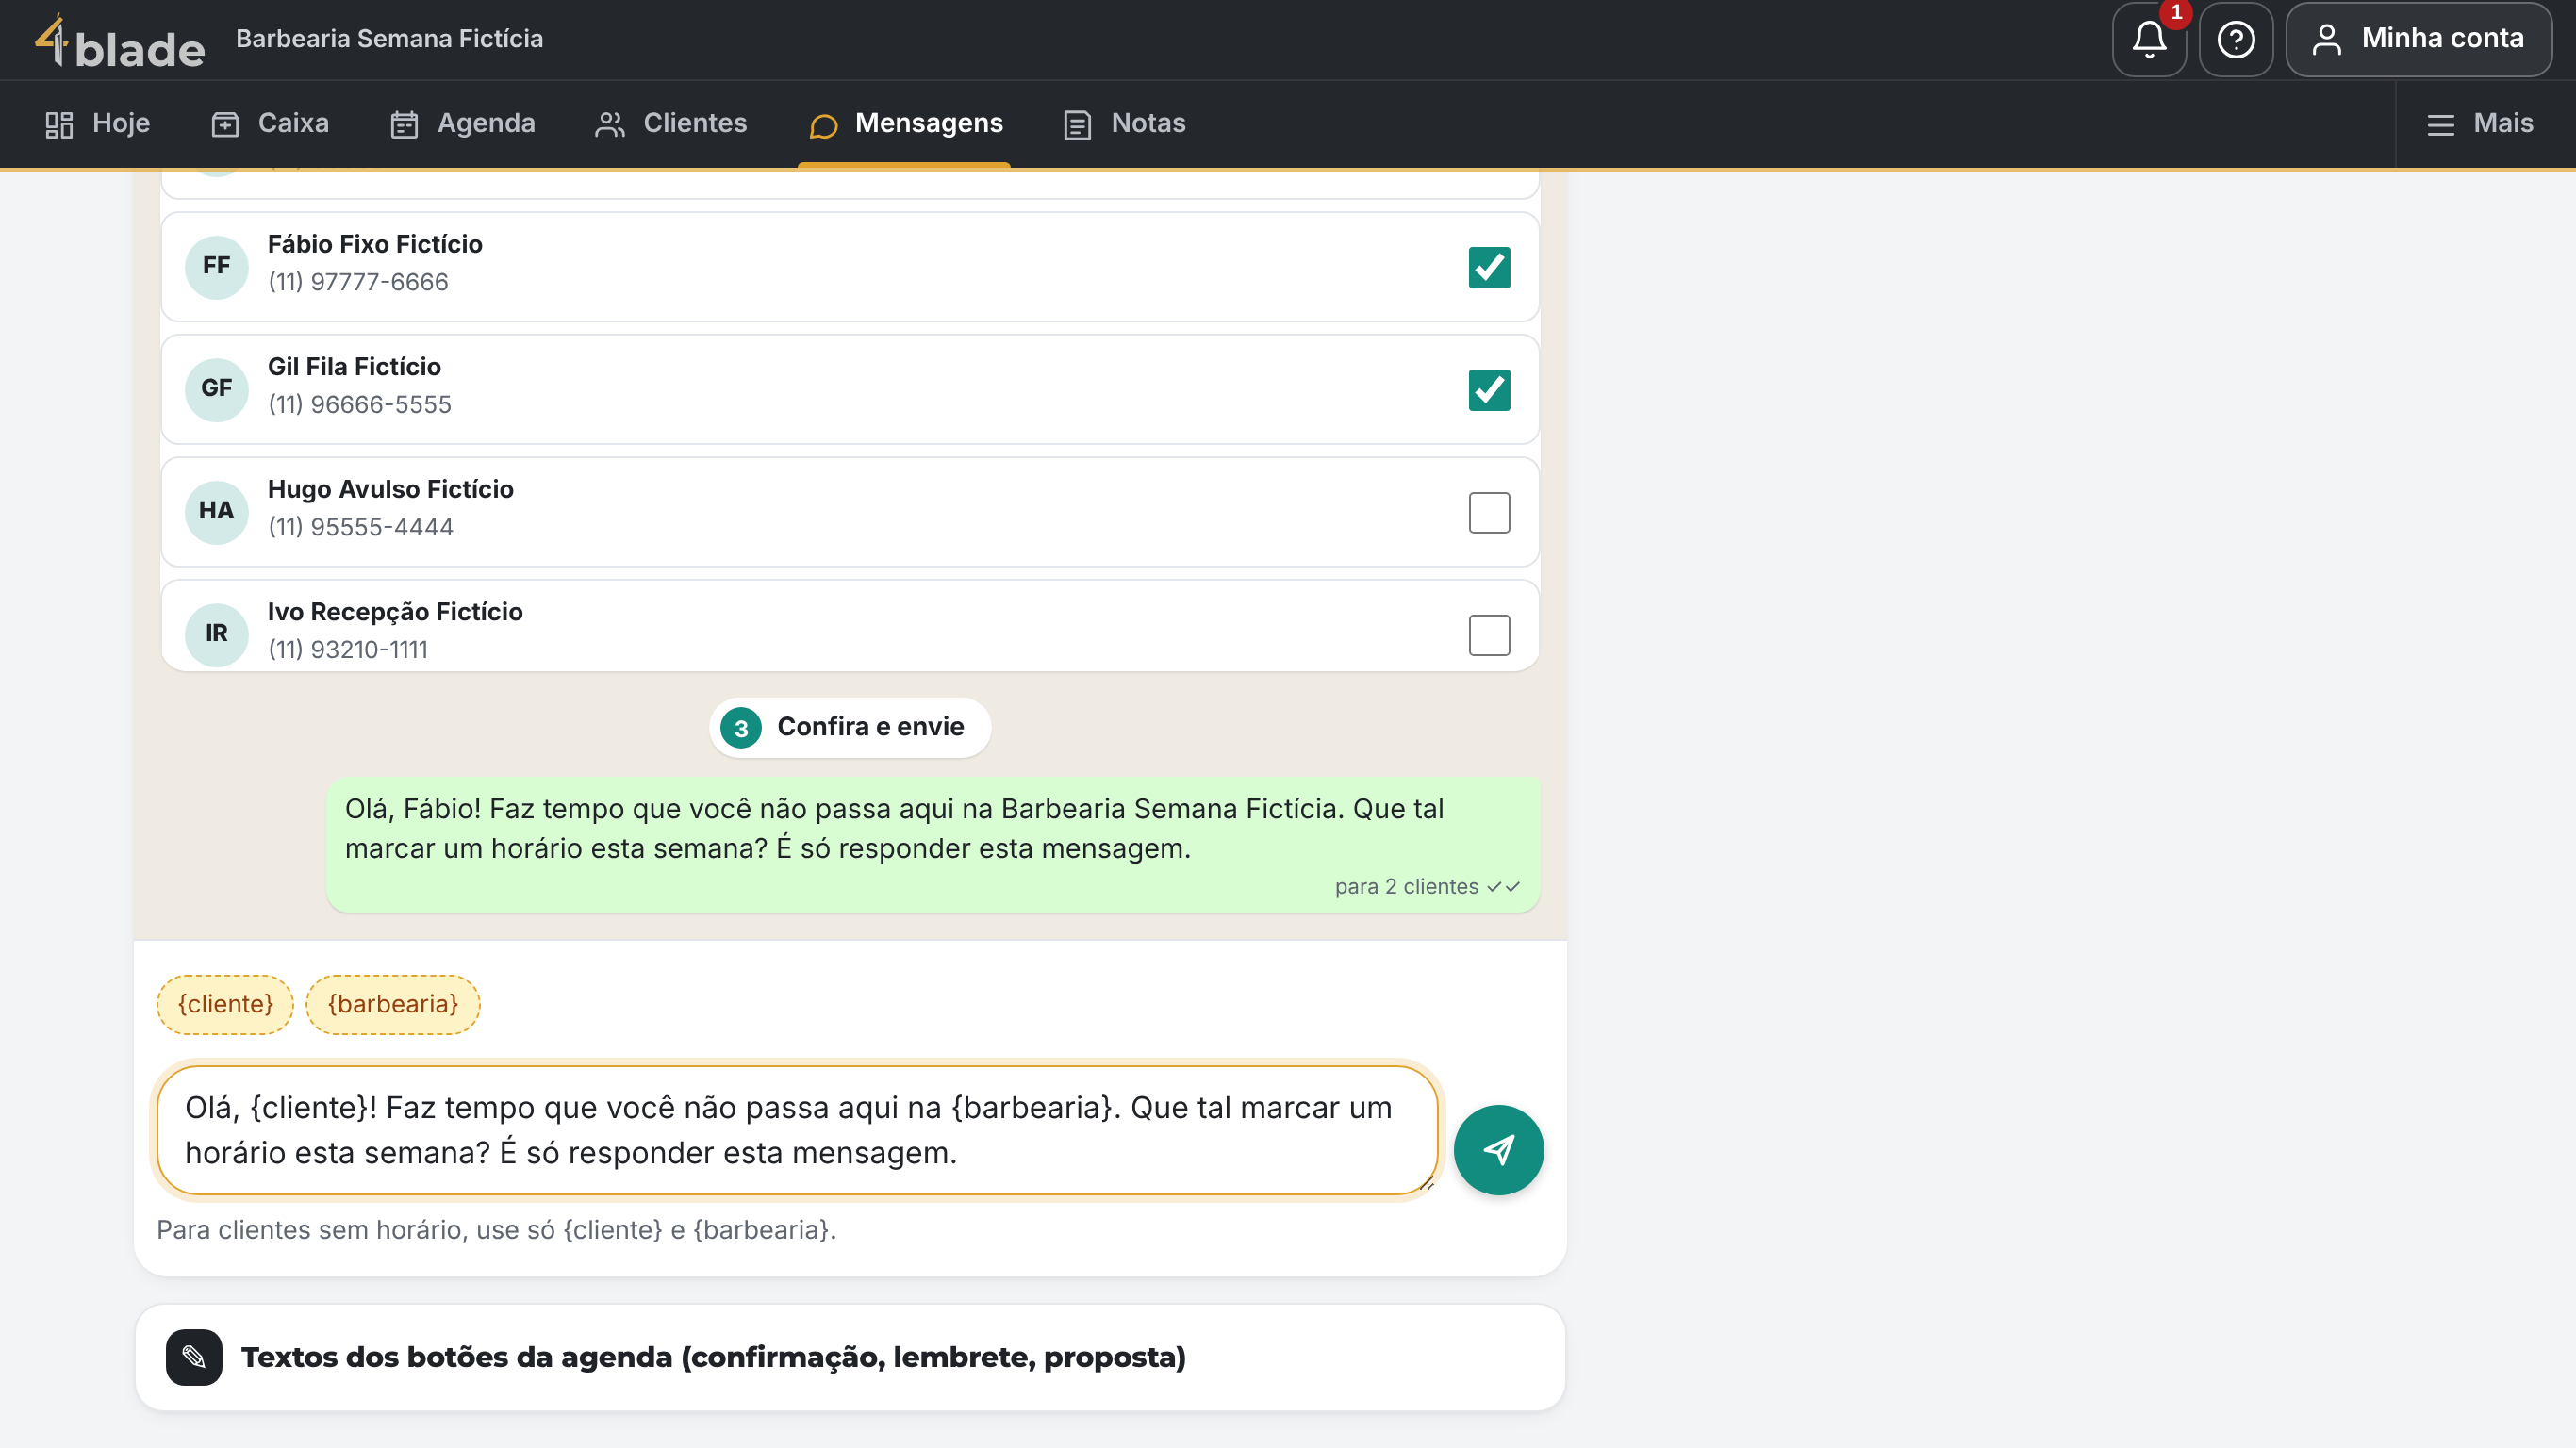 4blade
Barbearia Semana Fictícia
1
Minha conta
Hoje
Caixa
Agenda
Clientes
Mensagens
Notas
Mais
FF
Fábio Fixo Fictício
(11) 97777-6666
GF
Gil Fila Fictício
(11) 96666-5555
HA
Hugo Avulso Fictício
(11) 95555-4444
IR
Ivo Recepção Fictício
(11) 93210-1111
3 Confira e envie
Olá, Fábio! Faz tempo que você não passa aqui na Barbearia Semana Fictícia. Que tal
marcar um horário esta semana? É só responder esta mensagem.
para 2 clientes ✓✓
{cliente}
{barbearia}
Olá, {cliente}! Faz tempo que você não passa aqui na {barbearia}. Que tal marcar um
horário esta semana? É só responder esta mensagem.
Para clientes sem horário, use só {cliente} e {barbearia}.
Textos dos botões da agenda (confirmação, lembrete, proposta)